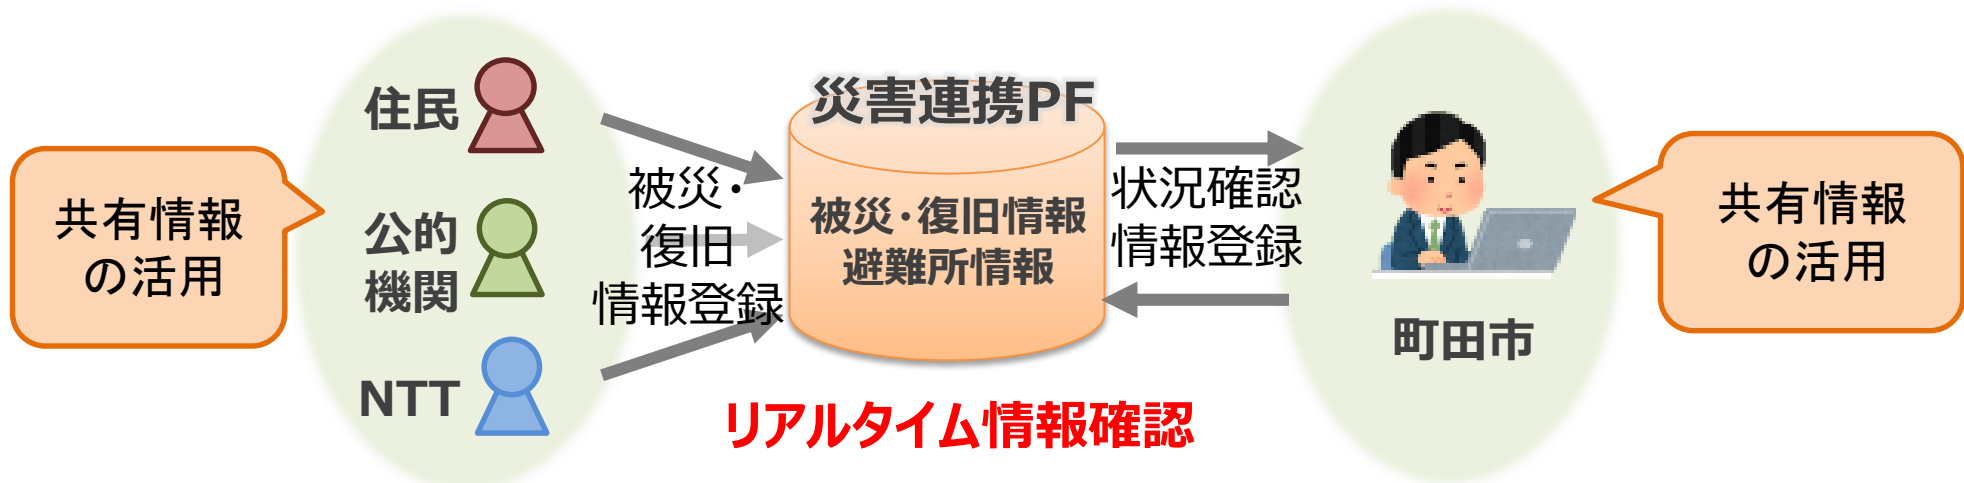 共有情報
の活用
住民
公的
機関
NTT
被災・
復旧
情報登録
災害連携PF
被災・復旧情報
避難所情報
リアルタイム情報確認
状況確認
情報登録
町田市
共有情報
の活用